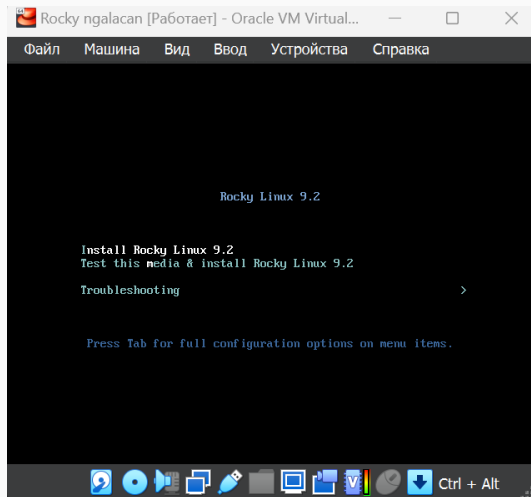 Rocky ngalacan [Работает] - Oracle VM Virtual...
Файл Машина Вид Ввод Устройства Справка
Rocky Linux 9.2
Install Rocky Linux 9.2
Test this media & install Rocky Linux 9.2
Troubleshooting >
Press Tab for full configuration options on menu items.
Ctrl + Alt